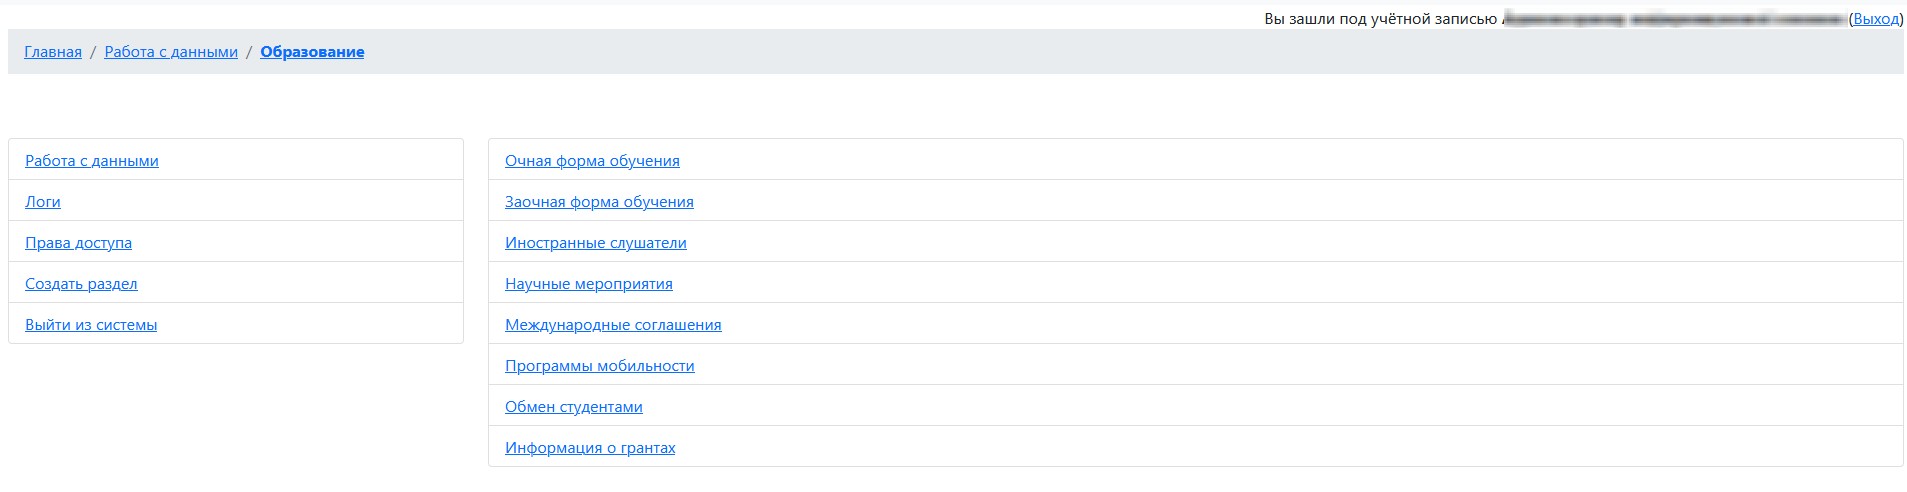 Вы зашли под учётной записью (Выход)
Главная / Работа с данными / Образование
Работа с данными
Логи
Права доступа
Создать раздел
Выйти из системы
Очная форма обучения
Заочная форма обучения
Иностранные слушатели
Научные мероприятия
Международные соглашения
Программы мобильности
Обмен студентами
Информация о грантах